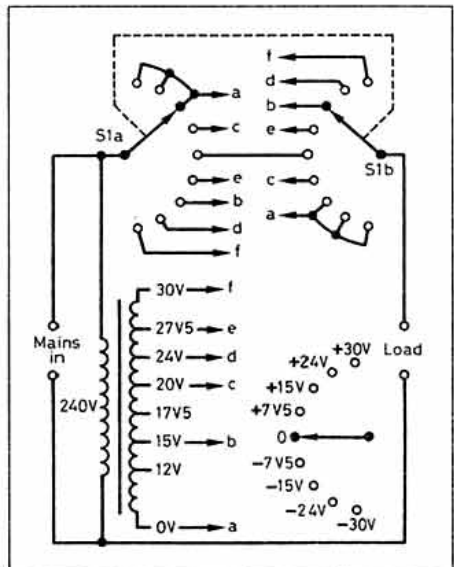 f
d
a
b
c
e
S1a
S1b
e
c
b
a
d
f
30V
f
27V5
e
24V
d
20V
c
17V5
15V
b
12V
0V
a
Mains
in
240V
Load
+30V
+24V
+15V
+7V5
0
−7V5
−15V
−24V
−30V